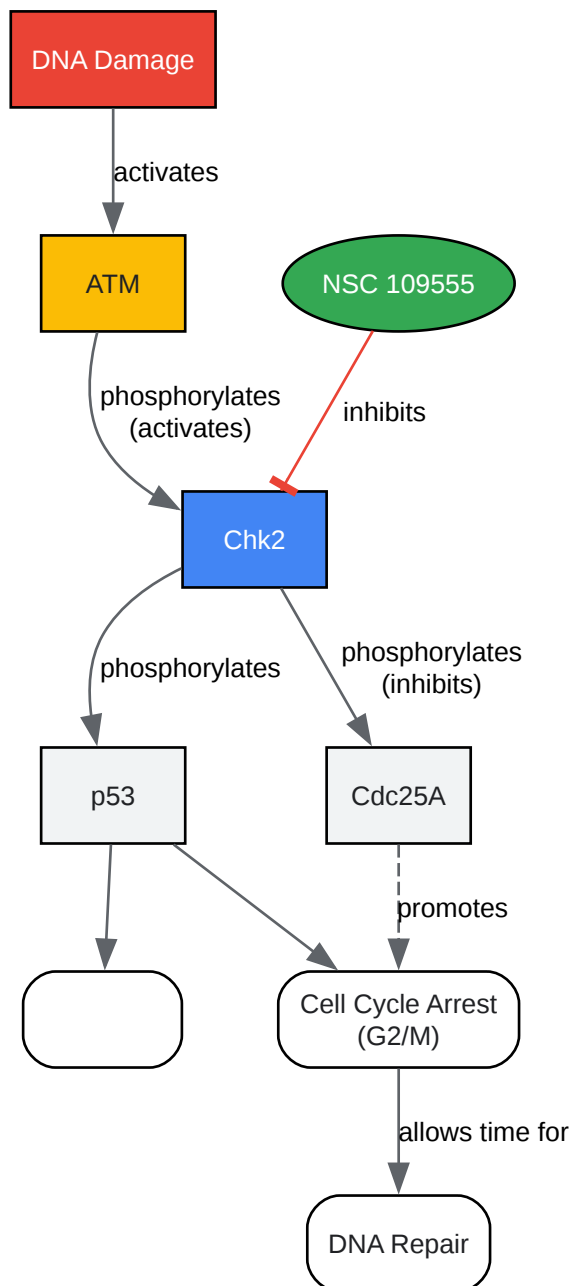 DNA Damage
activates
ATM
NSC 109555
phosphorylates
(activates)
inhibits
Chk2
phosphorylates
phosphorylates
(inhibits)
p53
Cdc25A
promotes
Cell Cycle Arrest
(G2/M)
allows time for
DNA Repair